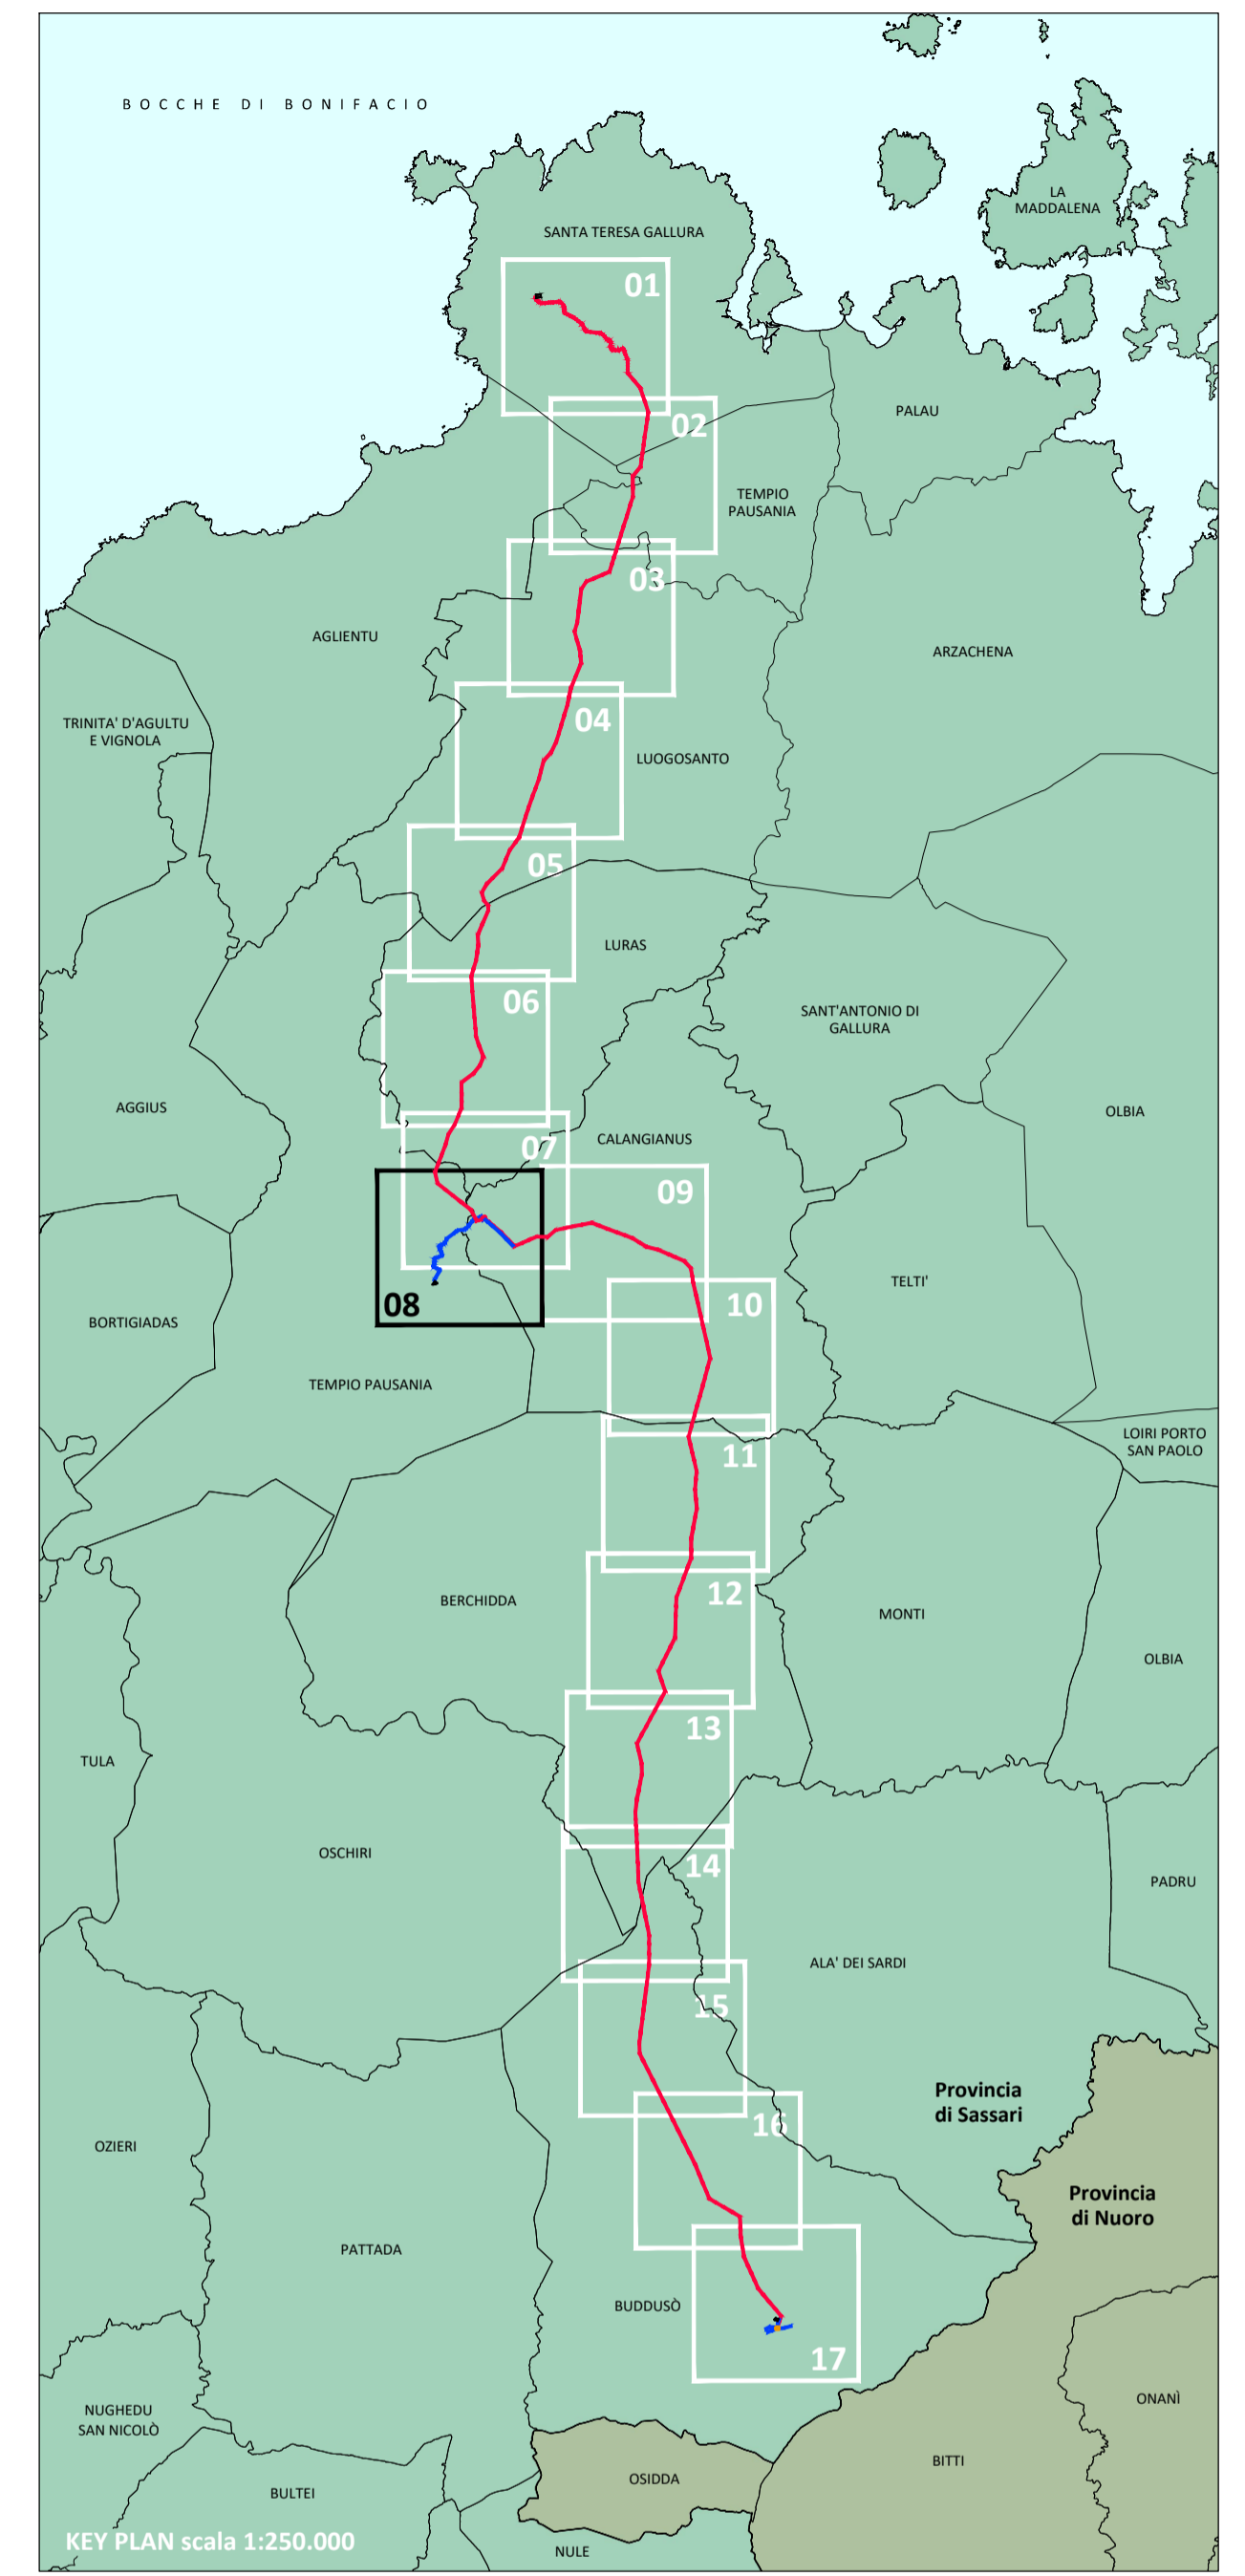 BOCCHE DI BONIFACIO
LA
MADDALENA
SANTA TERESA GALLURA
01
PALAU
02
TEMPIO
PAUSANIA
03
AGLIENTU
ARZACHENA
TRINITA' D'AGULTU
E VIGNOLA
04
LUOGOSANTO
05
LURAS
06
SANT'ANTONIO DI
GALLURA
AGGIUS
OLBIA
CALANGIANUS
07
09
TELTI'
08
10
BORTIGIADAS
TEMPIO PAUSANIA
LOIRI PORTO
SAN PAOLO
11
12
BERCHIDDA
MONTI
OLBIA
13
TULA
OSCHIRI
14
PADRU
ALA' DEI SARDI
15
Provincia
di Sassari
16
OZIERI
Provincia
di Nuoro
PATTADA
BUDDUSÒ
17
ONANÌ
NUGHEDU
SAN NICOLÒ
BITTI
OSIDDA
BULTEI
KEY PLAN scala 1:250.000
NULE